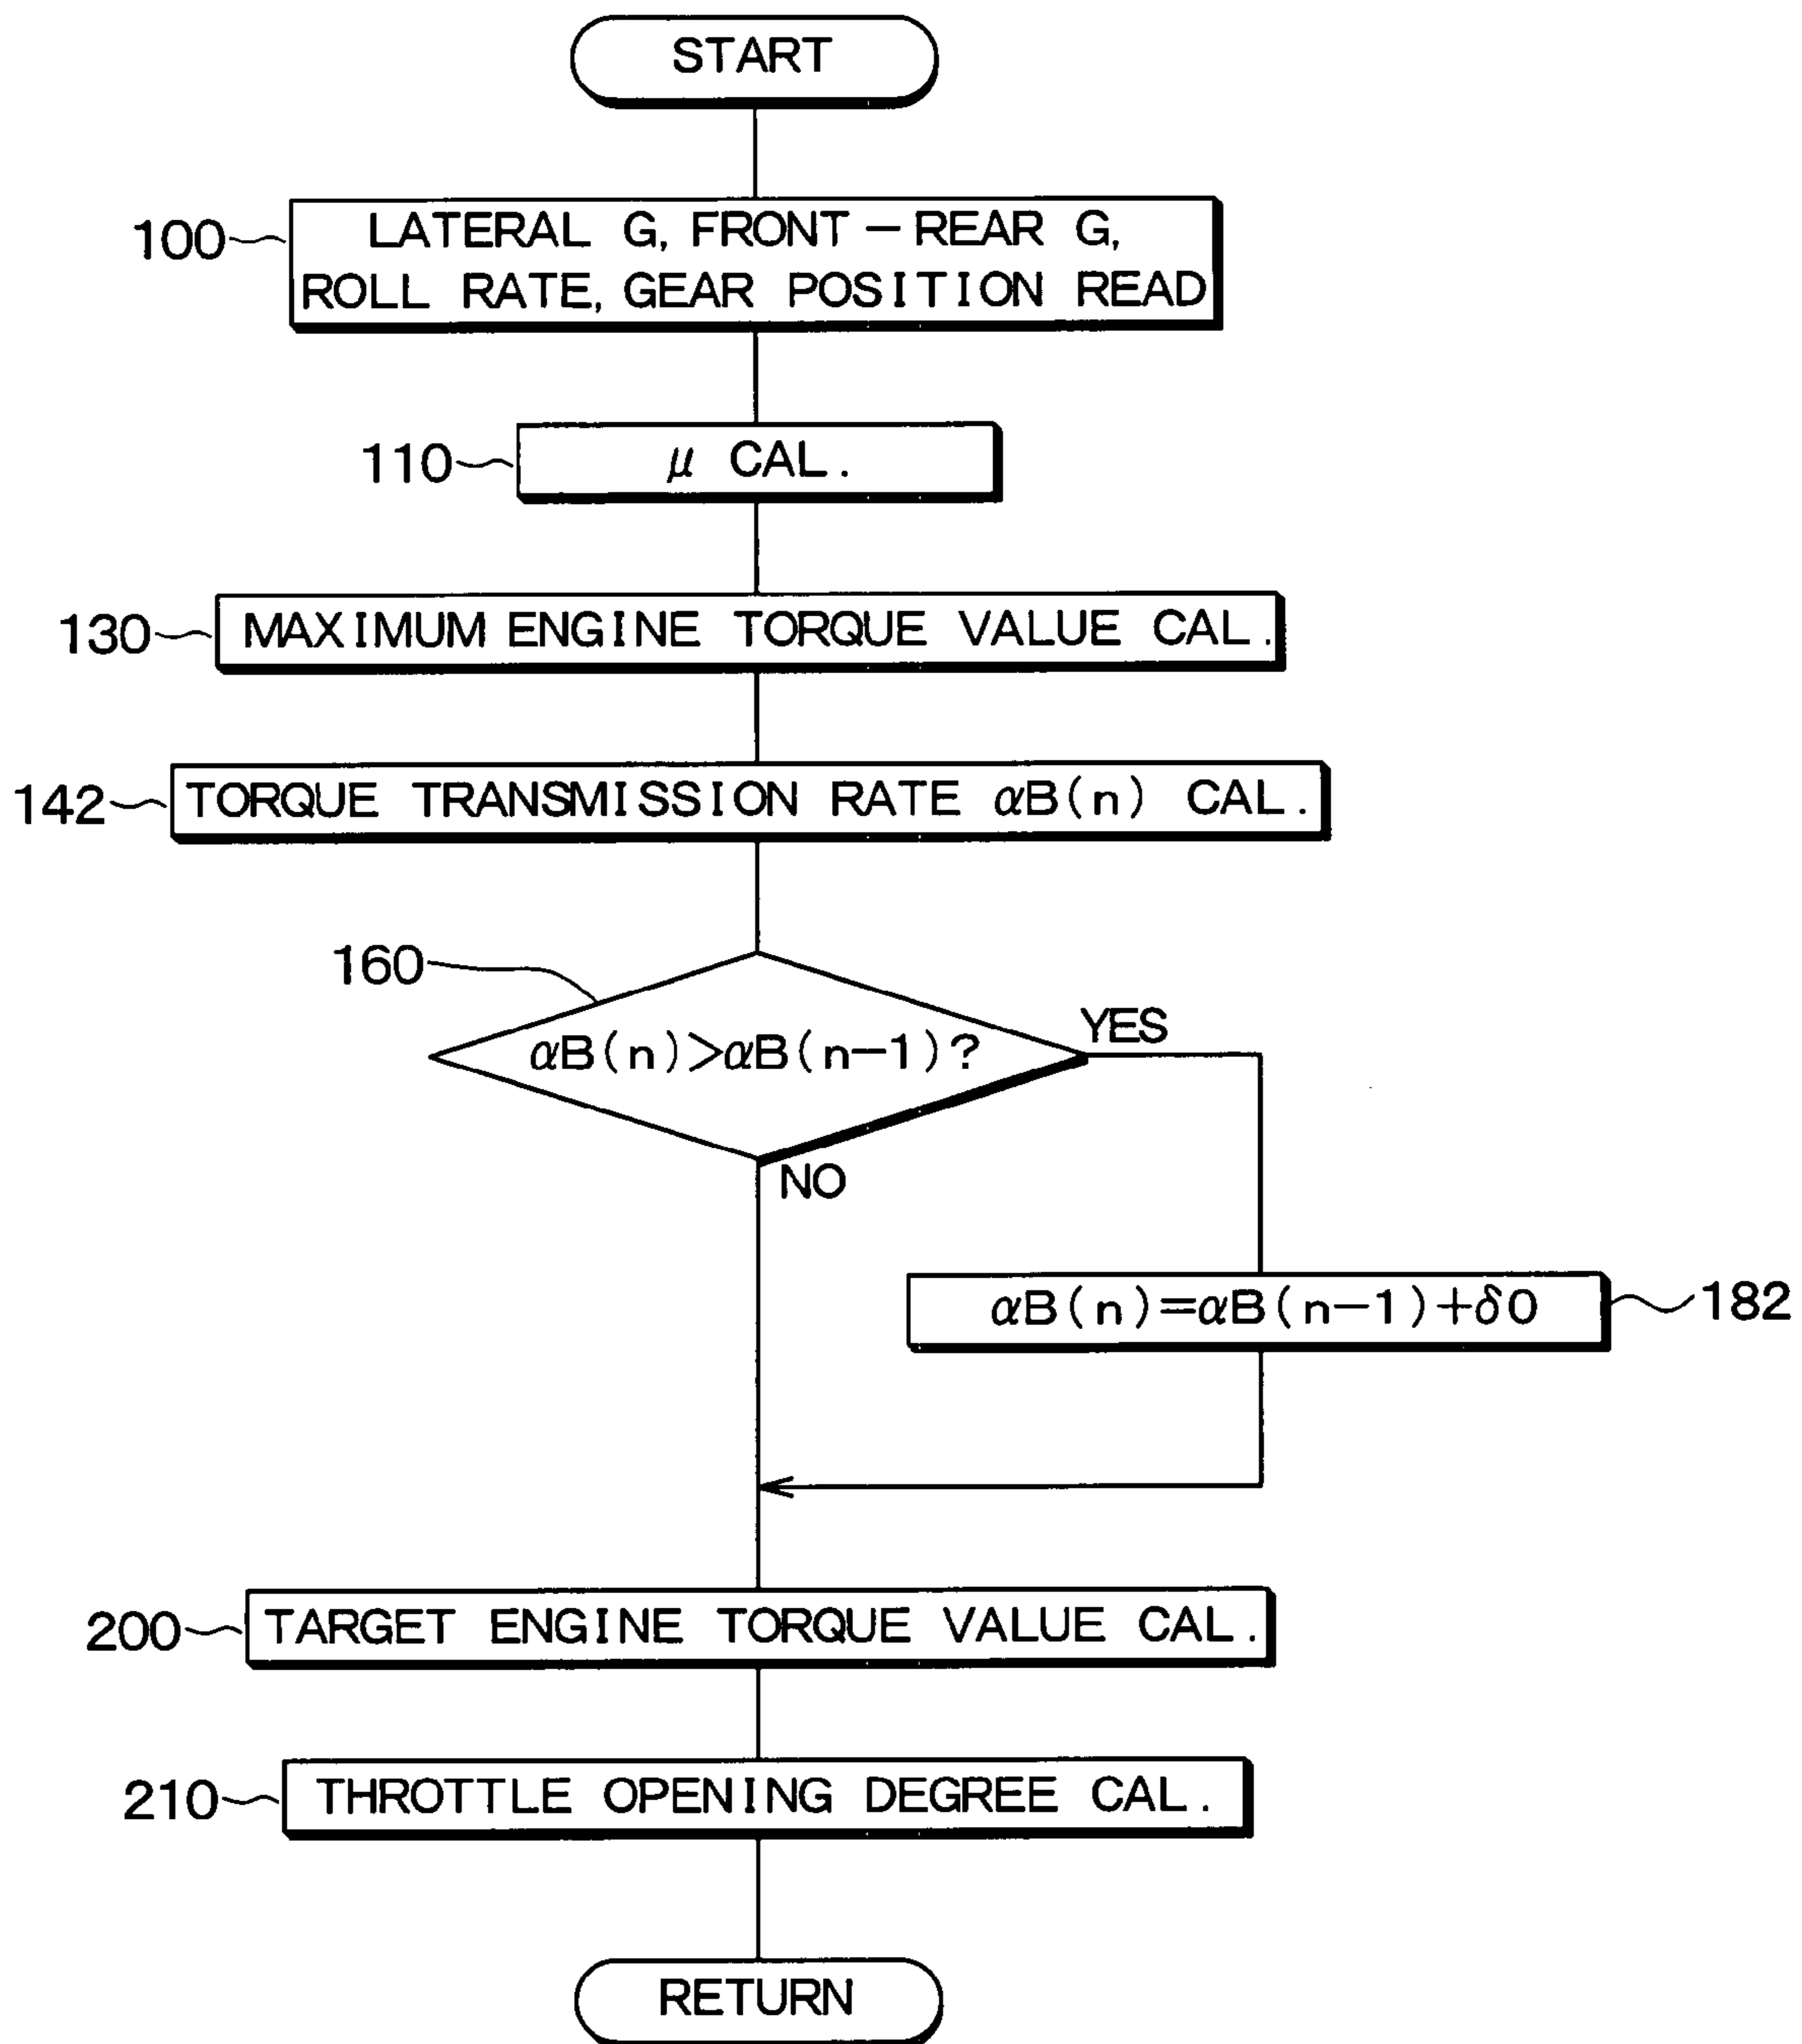 START
100
LATERAL G, FRONT-REAR G,
ROLL RATE, GEAR POSITION READ
110
μ CAL.
130
MAXIMUM ENGINE TORQUE VALUE CAL.
142
TORQUE TRANSMISSION RATE αB(n) CAL.
160
αB(n)>αB(n-1)?
YES
NO
αB(n)=αB(n-1)+δ0
182
200
TARGET ENGINE TORQUE VALUE CAL.
210
THROTTLE OPENING DEGREE CAL.
RETURN